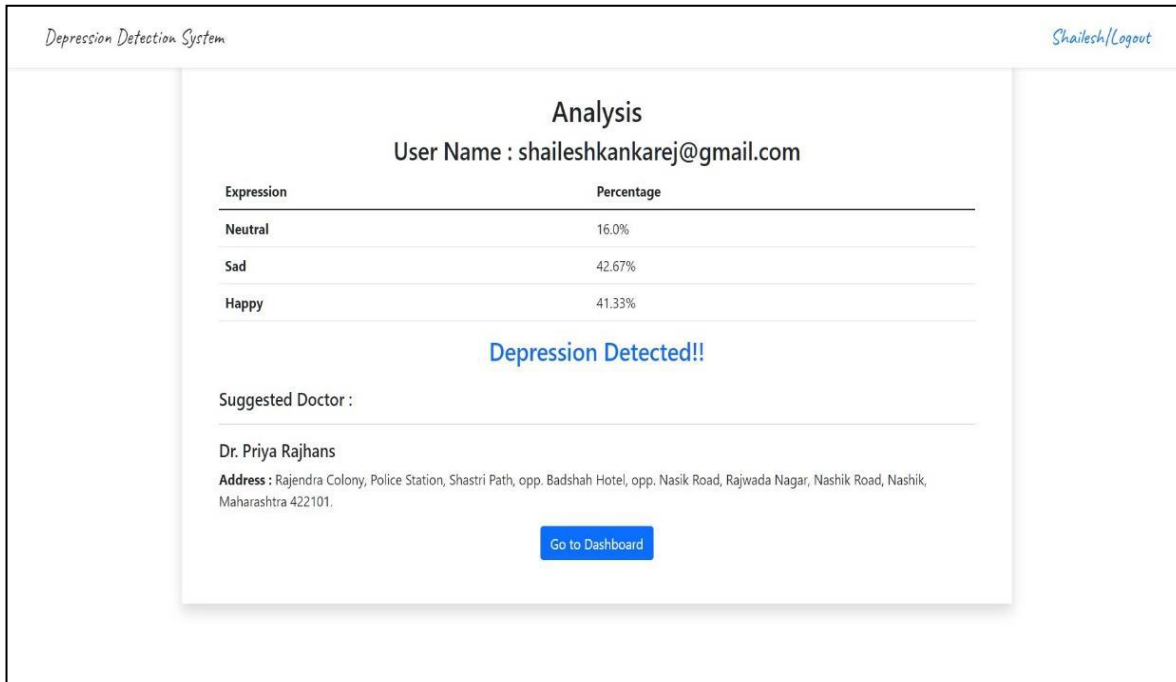 Depression Detection System
Shailesh/Logout
Analysis
User Name : shaileshkankarej@gmail.com
Expression Percentage
Neutral 16.0%
Sad 42.67%
Happy 41.33%
Depression Detected!!
Suggested Doctor :
Dr. Priya Rajhans
Address : Rajendra Colony, Police Station, Shastri Path, opp. Badshah Hotel, opp. Nasik Road, Rajwada Nagar, Nashik Road, Nashik,
Maharashtra 422101.
Go to Dashboard